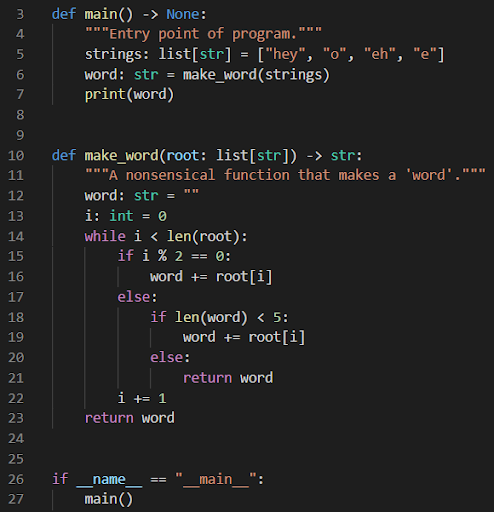 3 def main() -> None:
4     """Entry point of program."""
5     strings: list[str] = ["hey", "o", "eh", "e"]
6     word: str = make_word(strings)
7     print(word)
8
9
10 def make_word(root: list[str]) -> str:
11     """A nonsensical function that makes a 'word'."""
12     word: str = ""
13     i: int = 0
14     while i < len(root):
15         if i % 2 == 0:
16             word += root[i]
17         else:
18             if len(word) < 5:
19                 word += root[i]
20             else:
21                 return word
22         i += 1
23     return word
24
25
26 if __name__ == "__main__":
27     main()